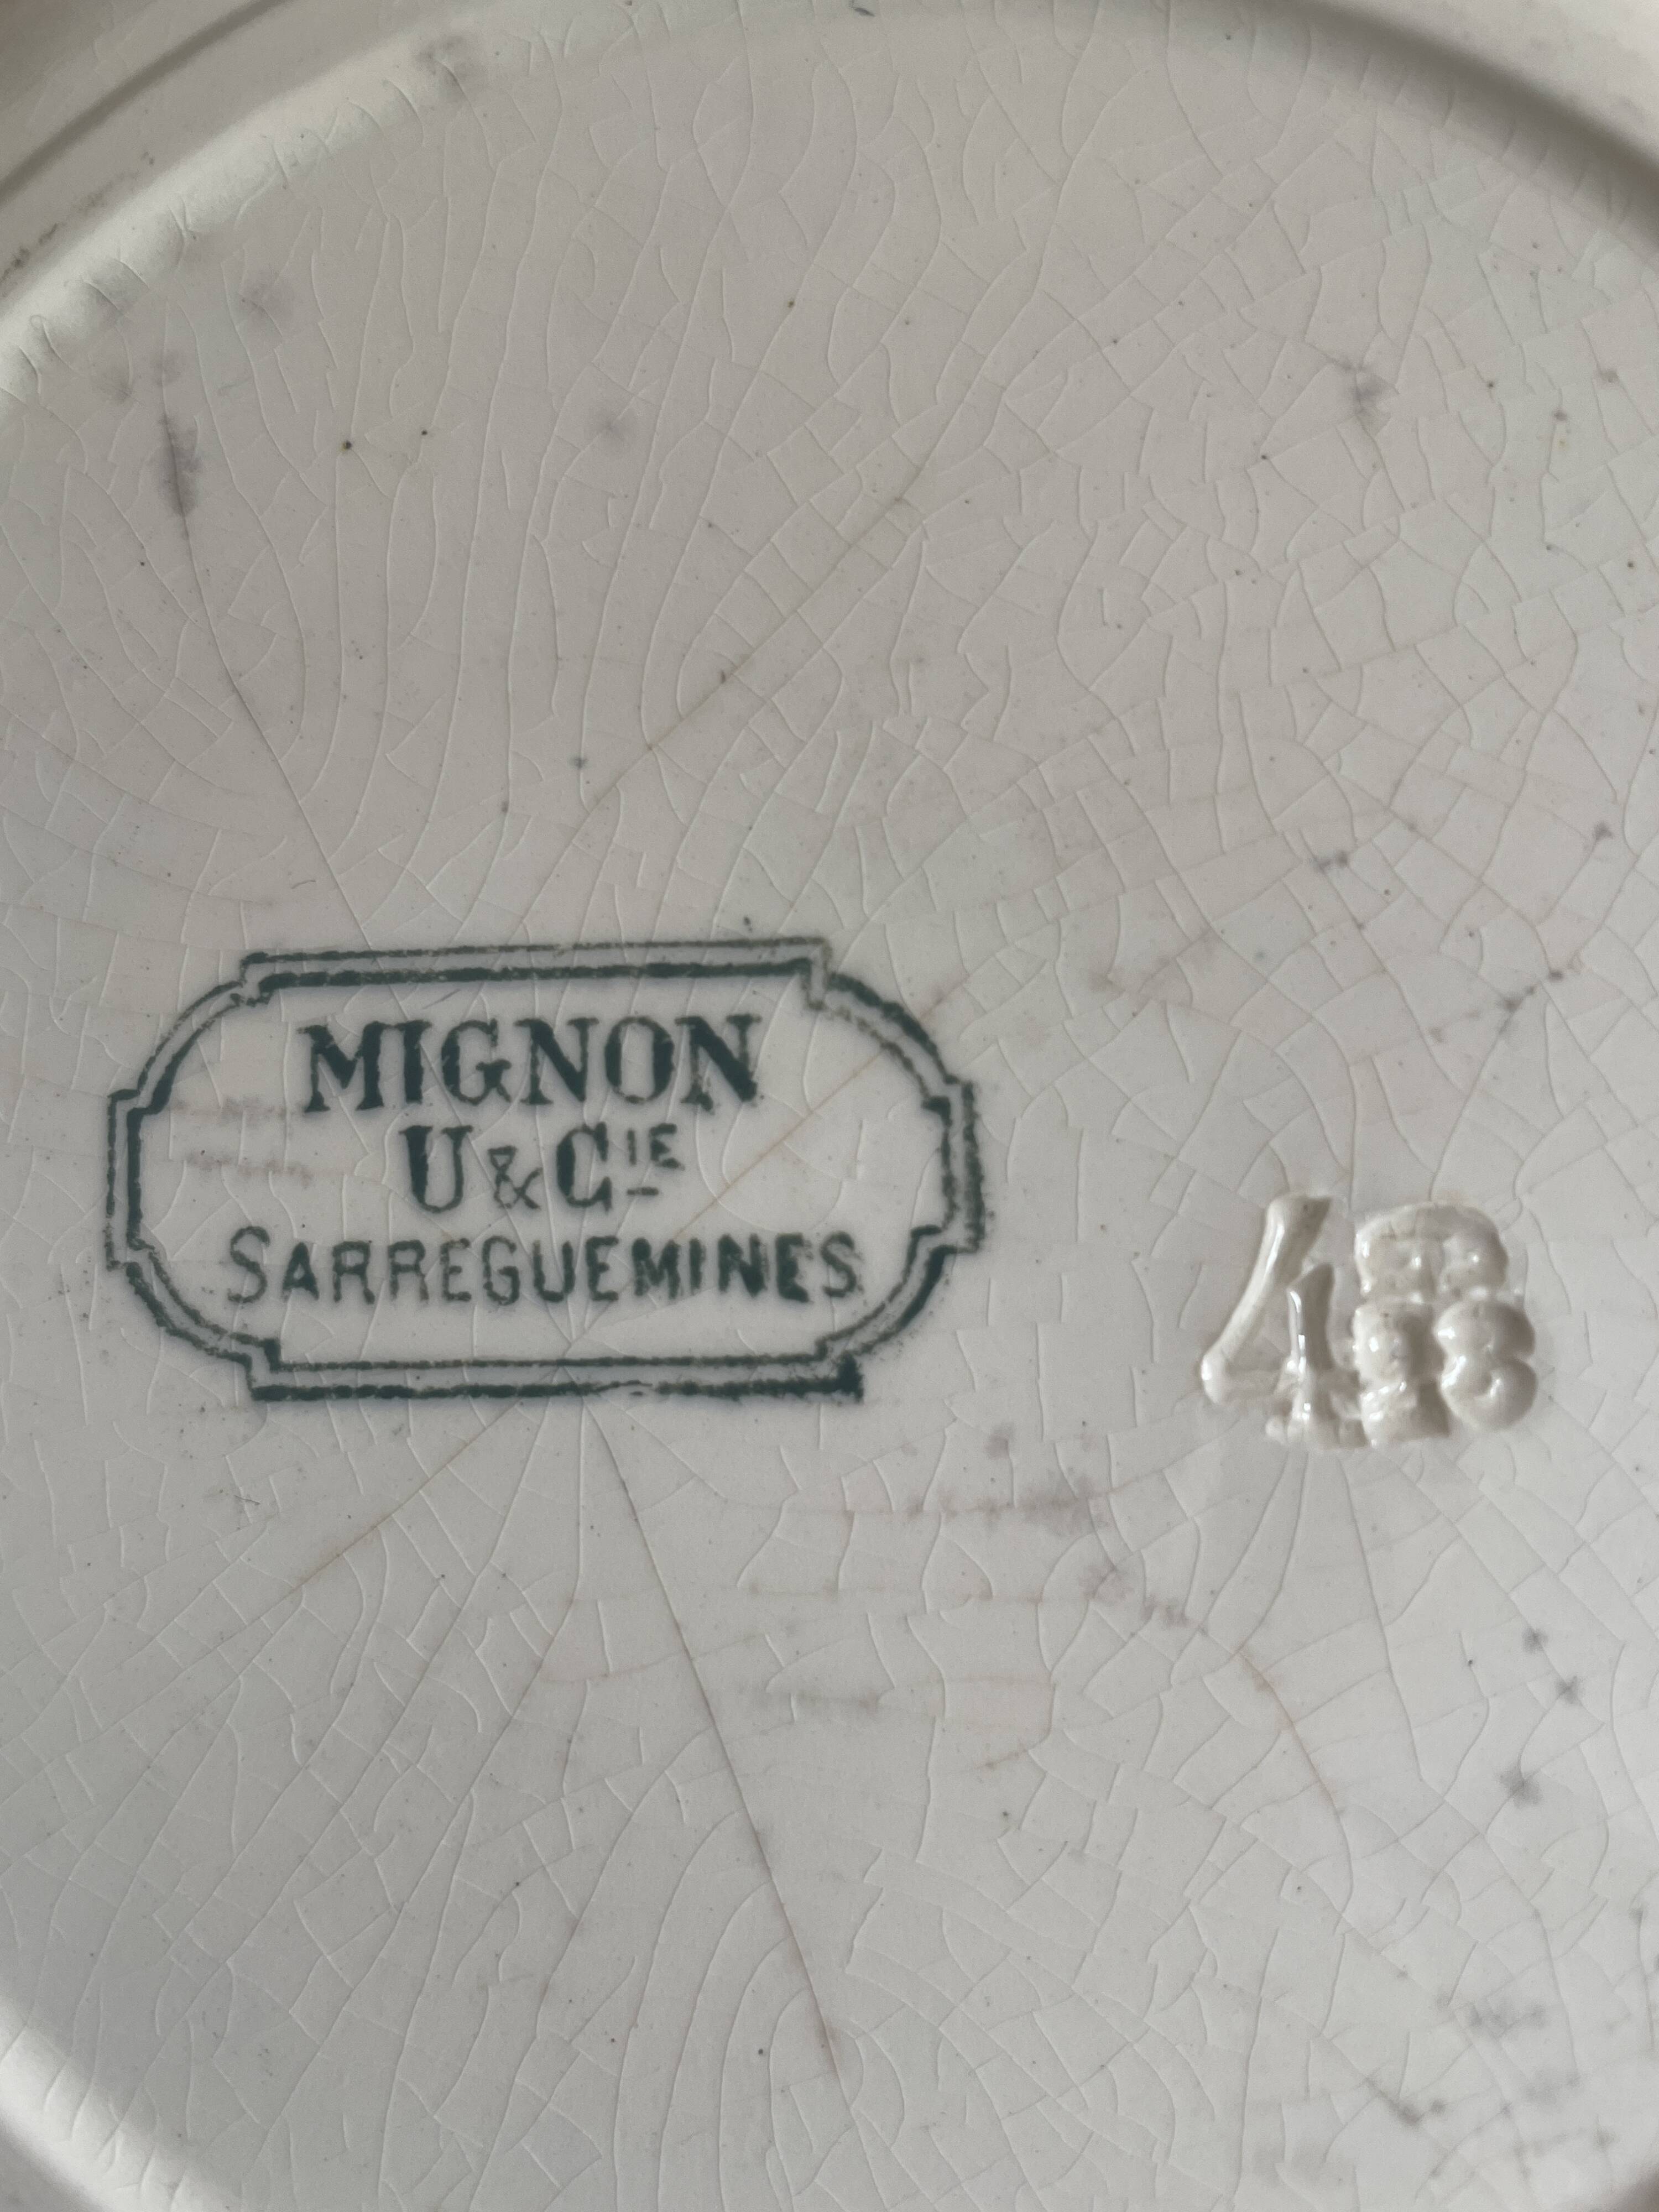 MIGNON
U & CIE
SARREGUEMINES